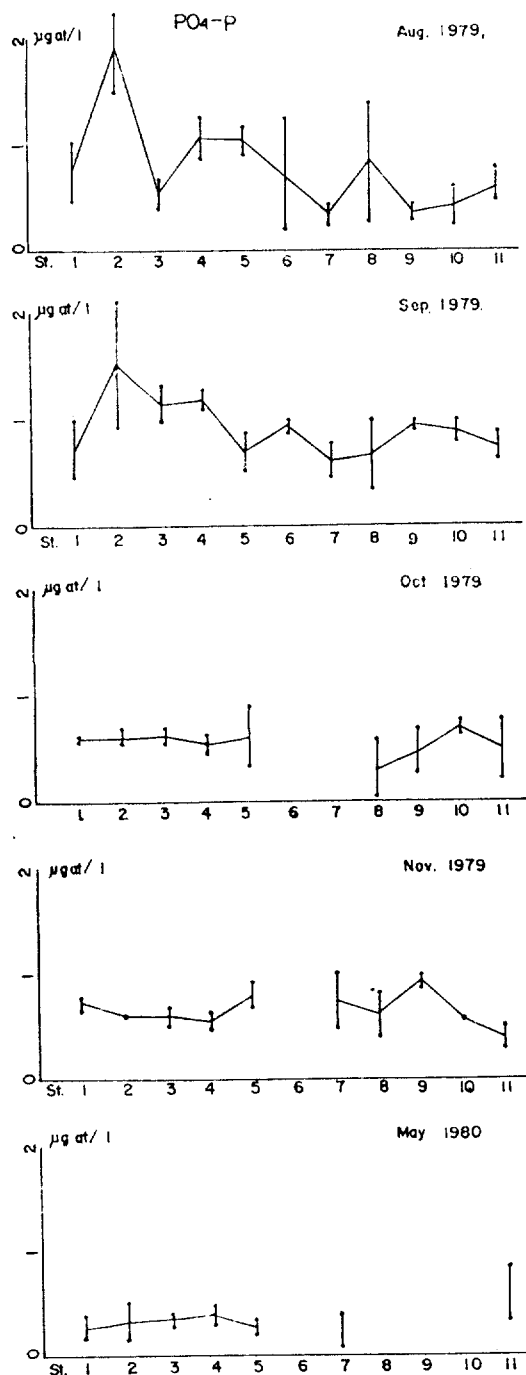 PO4-P
µg at/l Aug. 1979,
2
1
0
St. 1 2 3 4 5 6 7 8 9 10 11
µg at/l Sep. 1979.
2
1
0
St. 1 2 3 4 5 6 7 8 9 10 11
µg at/ l Oct 1979
2
1
0
1 2 3 4 5 6 7 8 9 10 11
µg at/ l Nov. 1979
2
1
0
St. 1 2 3 4 5 6 7 8 9 10 11
µg at/ l May 1980
2
1
0
St. 1 2 3 4 5 6 7 8 9 10 11